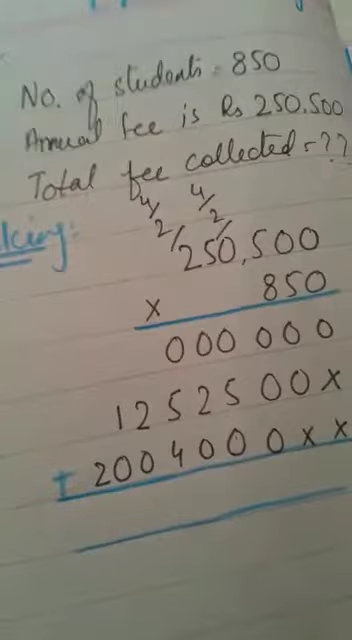 No. of students = 850
Annual fee is Rs 250.500
Total fee collected = ??
king:
4/ 4/
2/ 2/
250,500
x 850
000 000
1252500x
+ 2004000xx